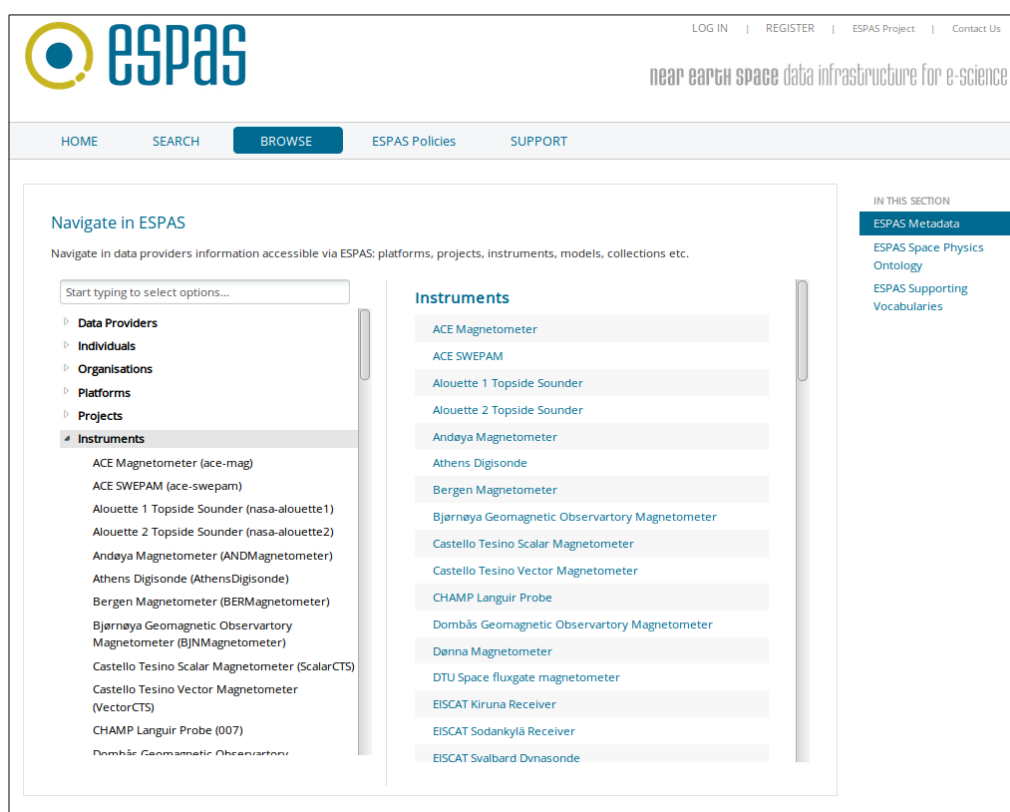 LOG IN | REGISTER | ESPAS Project | Contact Us
espas
near earth space data infrastructure for e-science
HOME SEARCH BROWSE ESPAS Policies SUPPORT
Navigate in ESPAS
Navigate in data providers information accessible via ESPAS: platforms, projects, instruments, models, collections etc.
Start typing to select options...
Data Providers
Individuals
Organisations
Platforms
Projects
Instruments
ACE Magnetometer (ace-mag)
ACE SWEPAM (ace-swepam)
Alouette 1 Topside Sounder (nasa-alouette1)
Alouette 2 Topside Sounder (nasa-alouette2)
Andøya Magnetometer (ANDMagnetometer)
Athens Digisonde (AthensDigisonde)
Bergen Magnetometer (BERMagnetometer)
Bjørnøya Geomagnetic Observartory
Magnetometer (BJNMagnetometer)
Castello Tesino Scalar Magnetometer (ScalarCTS)
Castello Tesino Vector Magnetometer
(VectorCTS)
CHAMP Languir Probe (007)
Dombås Geomagnetic Observartory
Instruments
ACE Magnetometer
ACE SWEPAM
Alouette 1 Topside Sounder
Alouette 2 Topside Sounder
Andøya Magnetometer
Athens Digisonde
Bergen Magnetometer
Bjørnøya Geomagnetic Observartory Magnetometer
Castello Tesino Scalar Magnetometer
Castello Tesino Vector Magnetometer
CHAMP Languir Probe
Dombås Geomagnetic Observartory Magnetometer
Dønna Magnetometer
DTU Space fluxgate magnetometer
EISCAT Kiruna Receiver
EISCAT Sodankylä Receiver
EISCAT Svalbard Dynasonde
IN THIS SECTION
ESPAS Metadata
ESPAS Space Physics
Ontology
ESPAS Supporting
Vocabularies